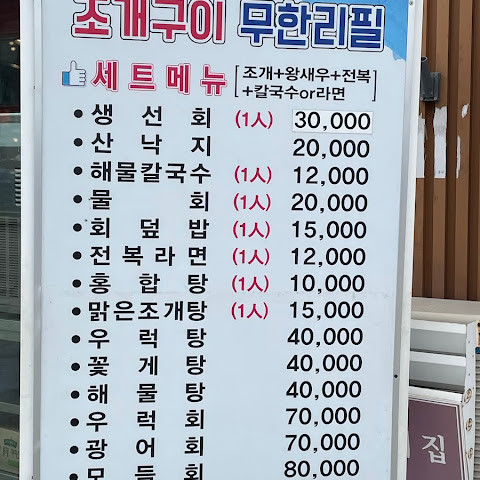 조개구이 무한리필
세트메뉴 [조개+왕새우+전복
+칼국수or라면]
• 생선회 (1人) 30,000
• 산낙지 20,000
• 해물칼국수 (1人) 12,000
• 물회 (1人) 20,000
• 회덮밥 (1人) 15,000
• 전복라면 (1人) 12,000
• 홍합탕 (1人) 10,000
• 맑은조개탕 (1人) 15,000
• 우럭탕 40,000
• 꽃게탕 40,000
• 해물탕 40,000
• 우럭회 70,000
• 광어회 70,000
• 모듬회 80,000
집